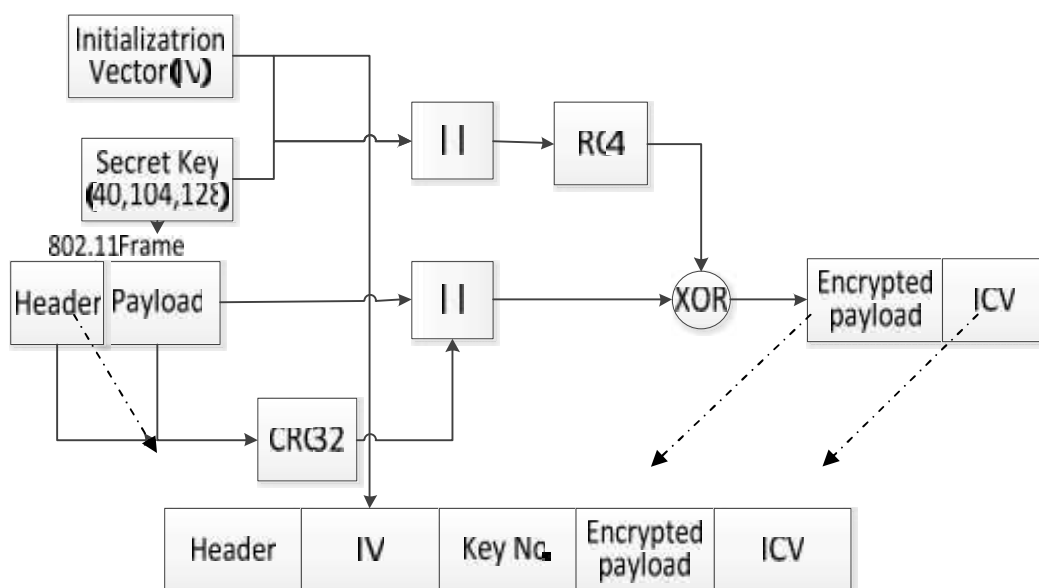 Initializatrion
Vector(IV)
Secret Key
(40,104,128)
802.11Frame
Header
Payload
||
RC4
||
XOR
Encrypted
payload
ICV
CRC32
Header
IV
Key No.
Encrypted
payload
ICV